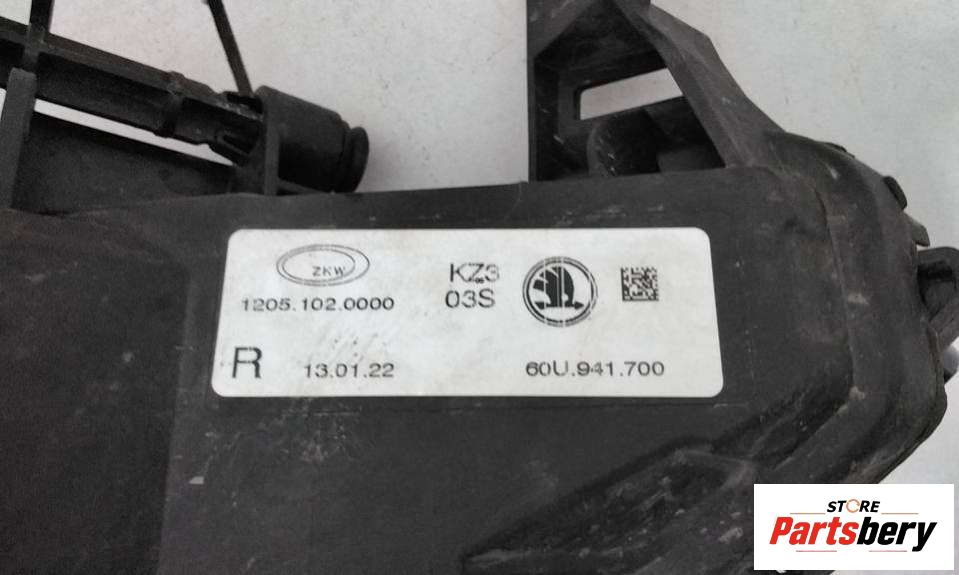 ZKW
KZ3
1205.102.0000
03S
R
13.01.22
60U.941.700
STORE
Partsbery